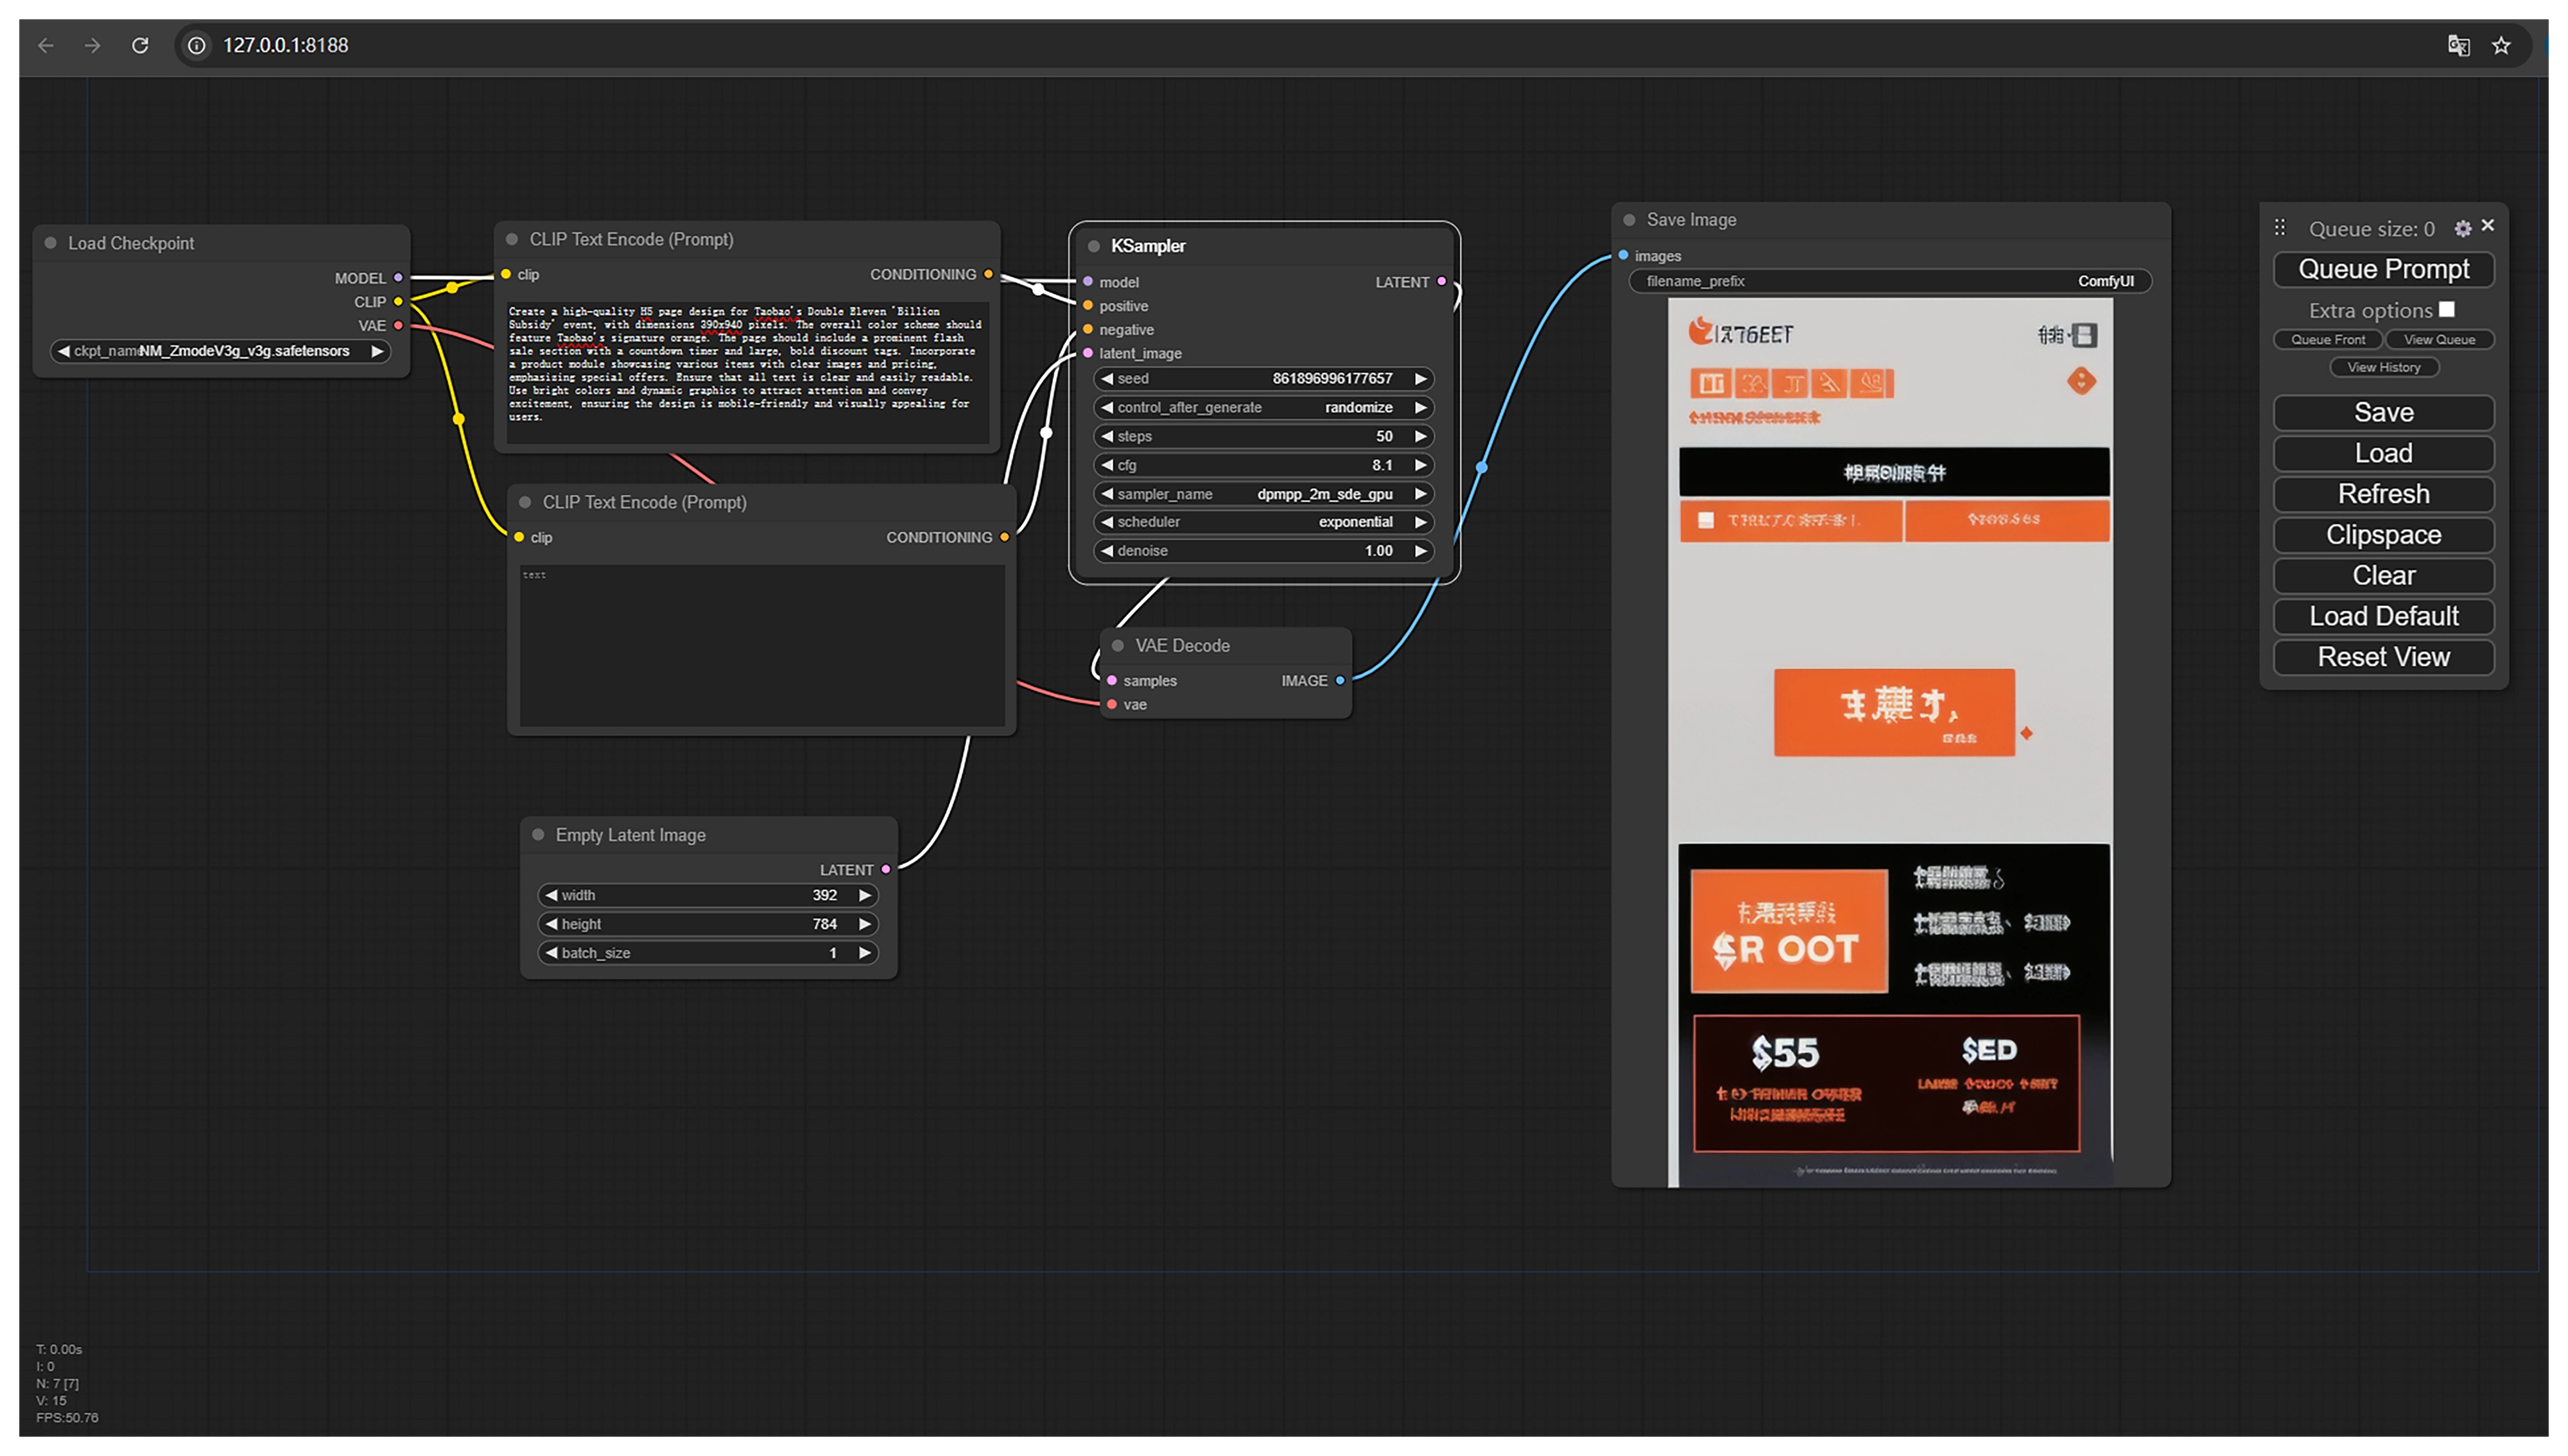 127.0.0.1:8188
Load Checkpoint
MODEL
CLIP
VAE
ckpt_name NM_ZmodeV3g_v3g.safetensors
CLIP Text Encode (Prompt)
clip CONDITIONING
Create a high-quality H5 page design for Taobao's Double Eleven 'Billion
Subsidy' event, with dimensions 390x940 pixels. The overall color scheme should
feature Taobao's signature orange. The page should include a prominent flash
sale section with a countdown timer and large, bold discount tags. Incorporate
a product module showcasing various items with clear images and pricing,
emphasizing special offers. Ensure that all text is clear and easily readable.
Use bright colors and dynamic graphics to attract attention and convey
excitement, ensuring the design is mobile-friendly and visually appealing for
users.
CLIP Text Encode (Prompt)
clip CONDITIONING
text
Empty Latent Image
LATENT
width 392
height 784
batch_size 1
KSampler
model LATENT
positive
negative
latent_image
seed 861896996177657
control_after_generate randomize
steps 50
cfg 8.1
sampler_name dpmpp_2m_sde_gpu
scheduler exponential
denoise 1.00
VAE Decode
samples IMAGE
vae
Save Image
images
filename_prefix ComfyUI
$R OOT
$55 $ED
Queue size: 0
Queue Prompt
Extra options
Queue Front View Queue
View History
Save
Load
Refresh
Clipspace
Clear
Load Default
Reset View
T: 0.00s
I: 0
N: 7 [7]
V: 15
FPS:50.76